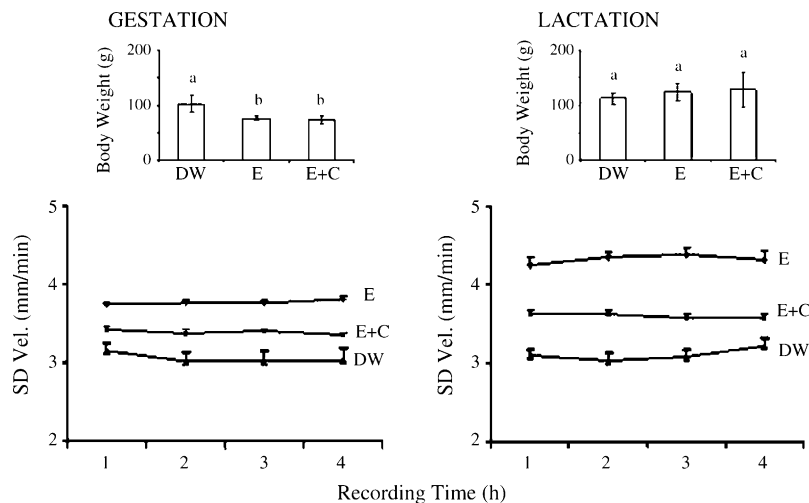 GESTATION
LACTATION
Body Weight (g)
200
100
0
a
b
b
DW
E
E+C
Body Weight (g)
200
100
0
a
a
a
DW
E
E+C
SD Vel. (mm/min)
5
4
3
2
E
E+C
DW
1 2 3 4
SD Vel. (mm/min)
5
4
3
2
E
E+C
DW
1 2 3 4
Recording Time (h)